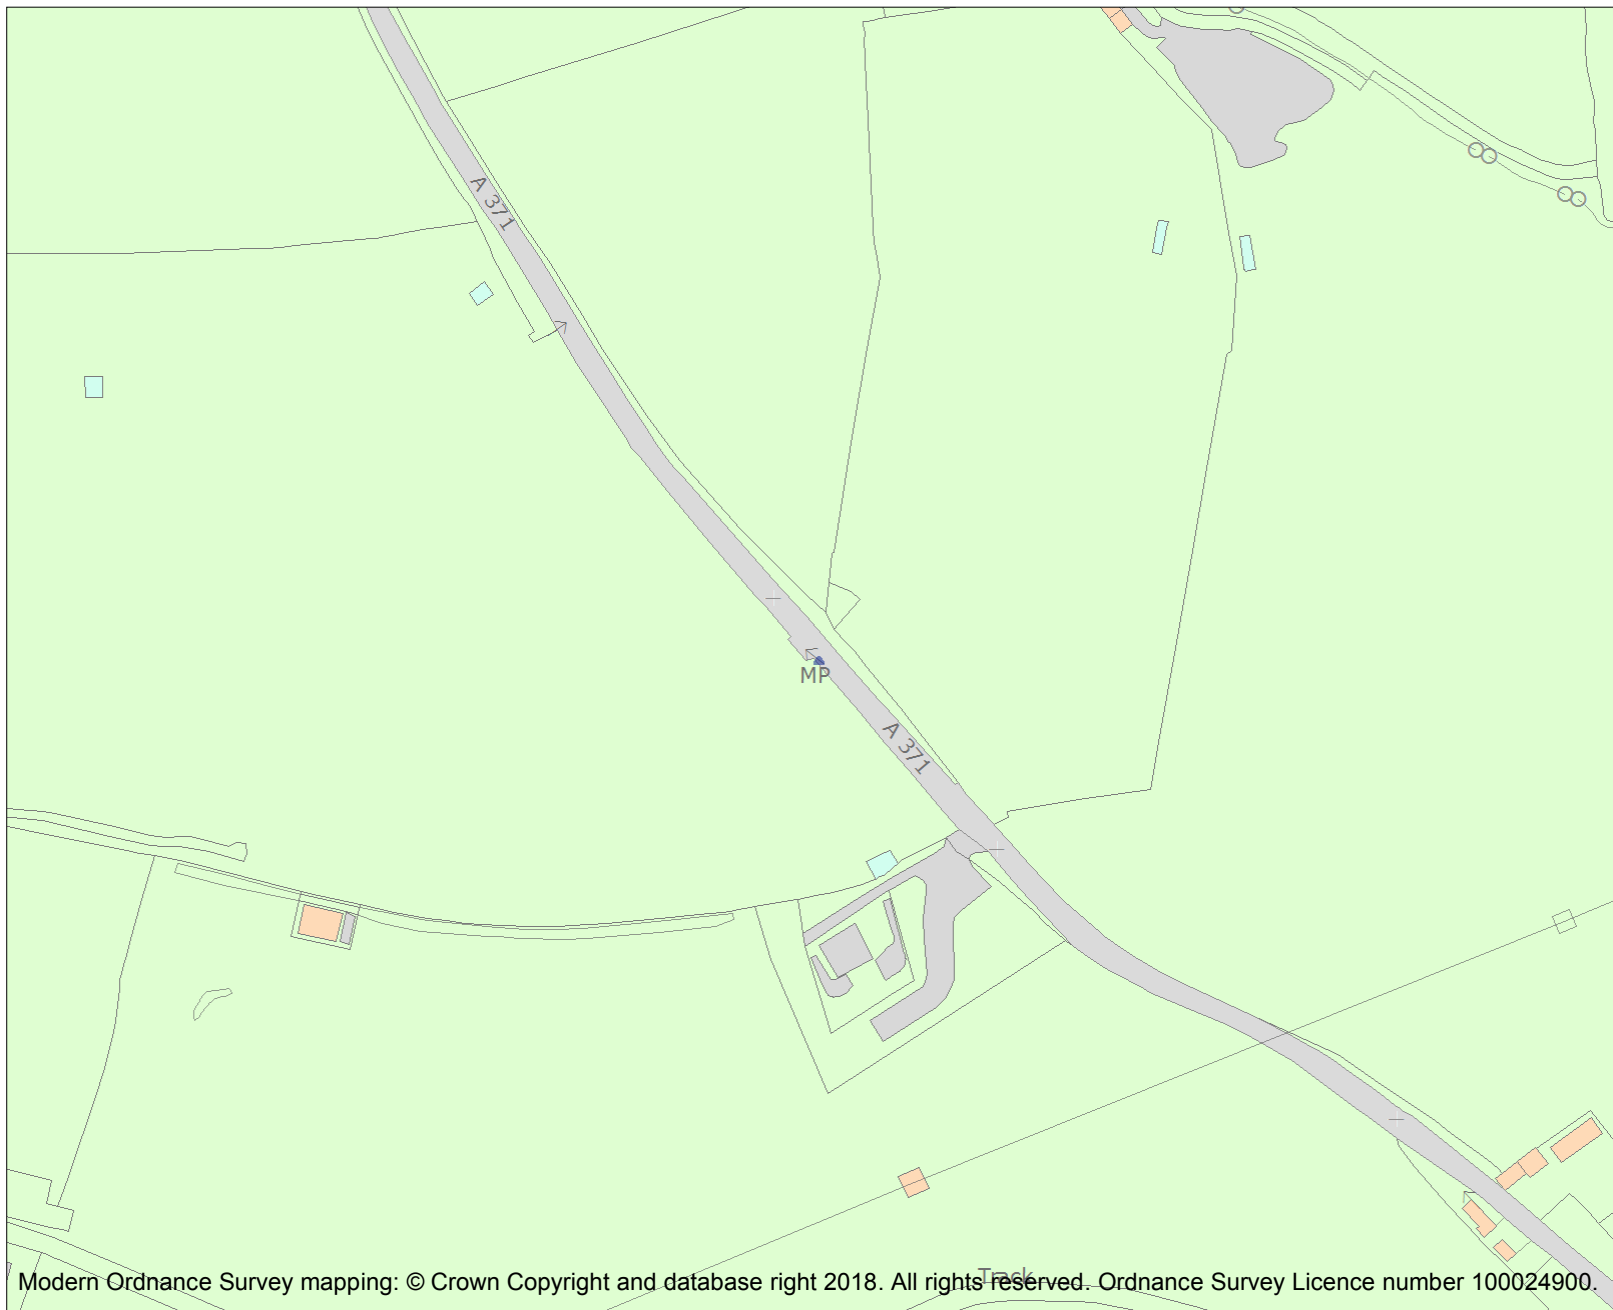 A 371
MP
A 371
Track
Modern Ordnance Survey mapping: © Crown Copyright and database right 2018. All rights reserved. Ordnance Survey Licence number 100024900.